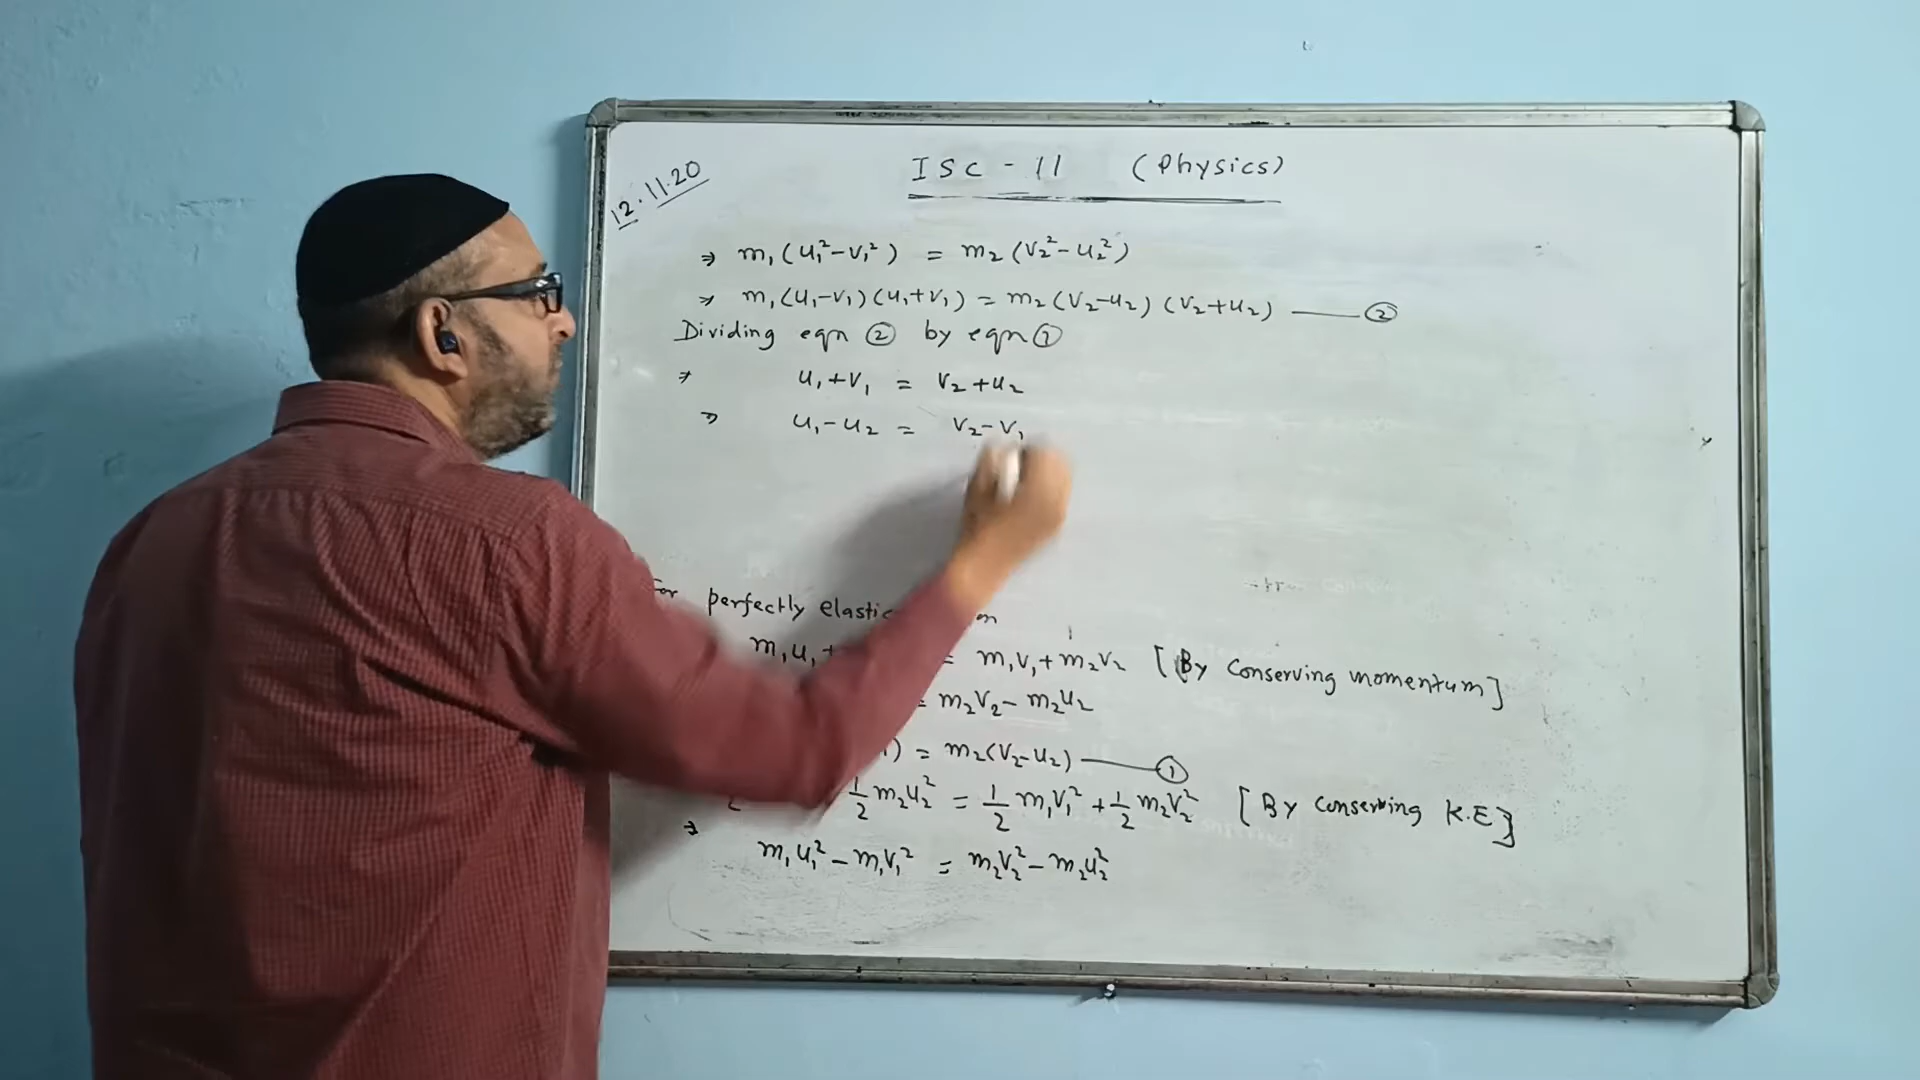 12.11.20
ISC - 11 (Physics)
⇒ m₁(u₁²-v₁²) = m₂(v₂²-u₂²)
⇒ m₁(u₁-v₁)(u₁+v₁) = m₂(v₂-u₂)(v₂+u₂) —— ②
Dividing eqn ② by eqn ①
⇒ u₁+v₁ = v₂+u₂
⇒ u₁-u₂ = v₂-v₁
For perfectly elastic
m₁u₁+ = m₁v₁+m₂v₂ [By conserving momentum]
= m₂v₂- m₂u₂
) = m₂(v₂-u₂) —— ①
½m₂u₂² = ½m₁v₁²+½m₂v₂² [By conserving K.E]
⇒ m₁u₁²-m₁v₁² = m₂v₂²-m₂u₂²